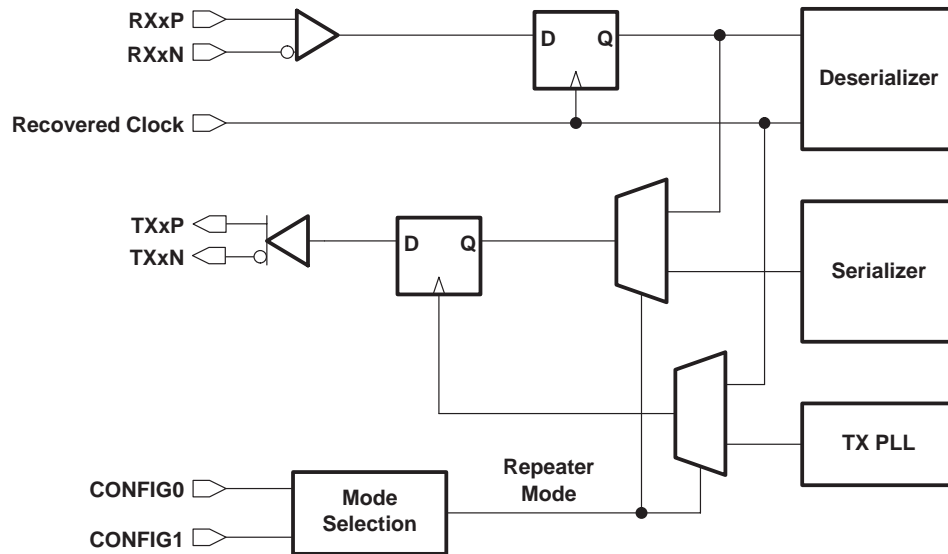 RXxP
RXxN
D Q
Deserializer
Recovered Clock
TXxP
TXxN
D Q
Serializer
TX PLL
Repeater
Mode
CONFIG0
CONFIG1
Mode
Selection